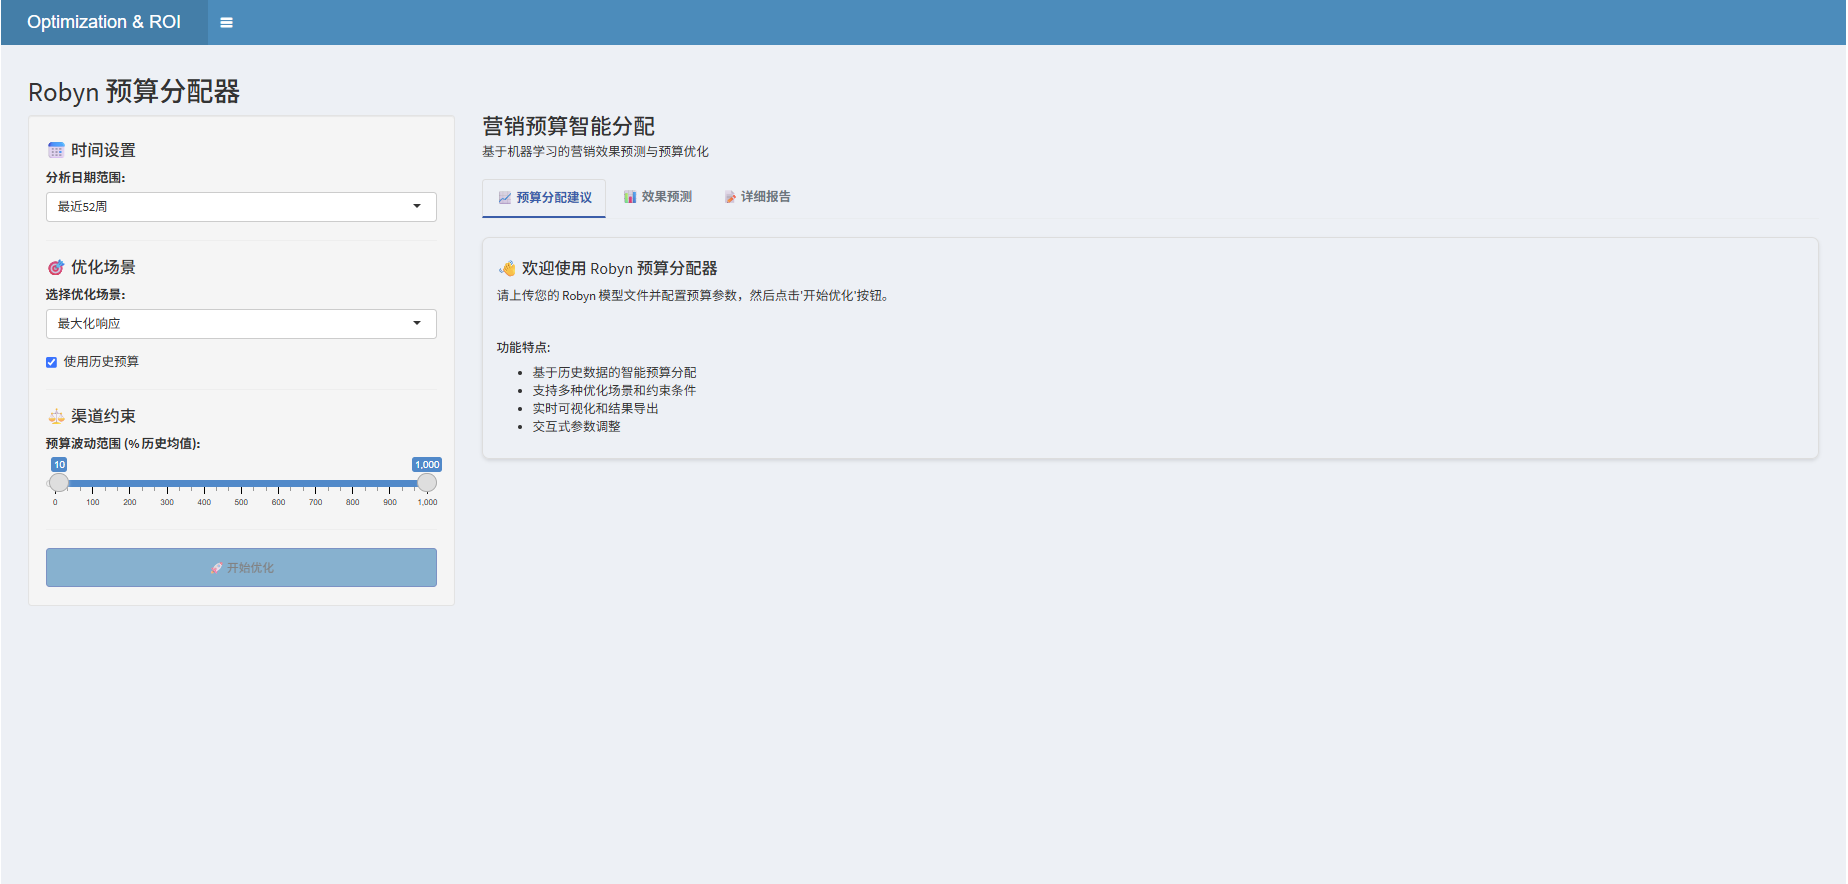 Optimization & ROI
Robyn 预算分配器
时间设置
分析日期范围:
最近52周
优化场景
选择优化场景:
最大化响应
使用历史预算
渠道约束
预算波动范围 (% 历史均值):
10 1,000
0 100 200 300 400 500 600 700 800 900 1,000
开始优化
营销预算智能分配
基于机器学习的营销效果预测与预算优化
预算分配建议 效果预测 详细报告
欢迎使用 Robyn 预算分配器
请上传您的 Robyn 模型文件并配置预算参数，然后点击'开始优化'按钮。
功能特点:
基于历史数据的智能预算分配
支持多种优化场景和约束条件
实时可视化和结果导出
交互式参数调整